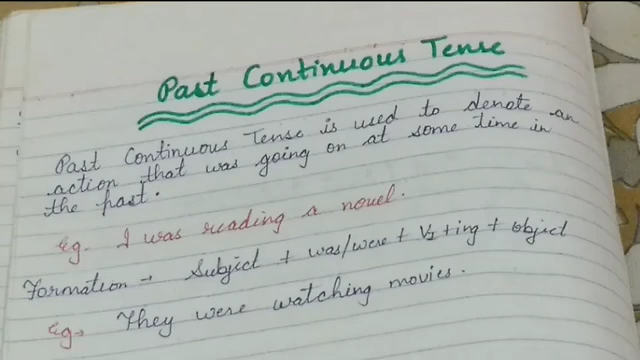 Past Continuous Tense
Past Continuous Tense is used to denote an
action that was going on at some time in
the past.
Eg. I was reading a novel.
Formation → Subject + was/were + V₁ + ing + object
Eg → They were watching movies.